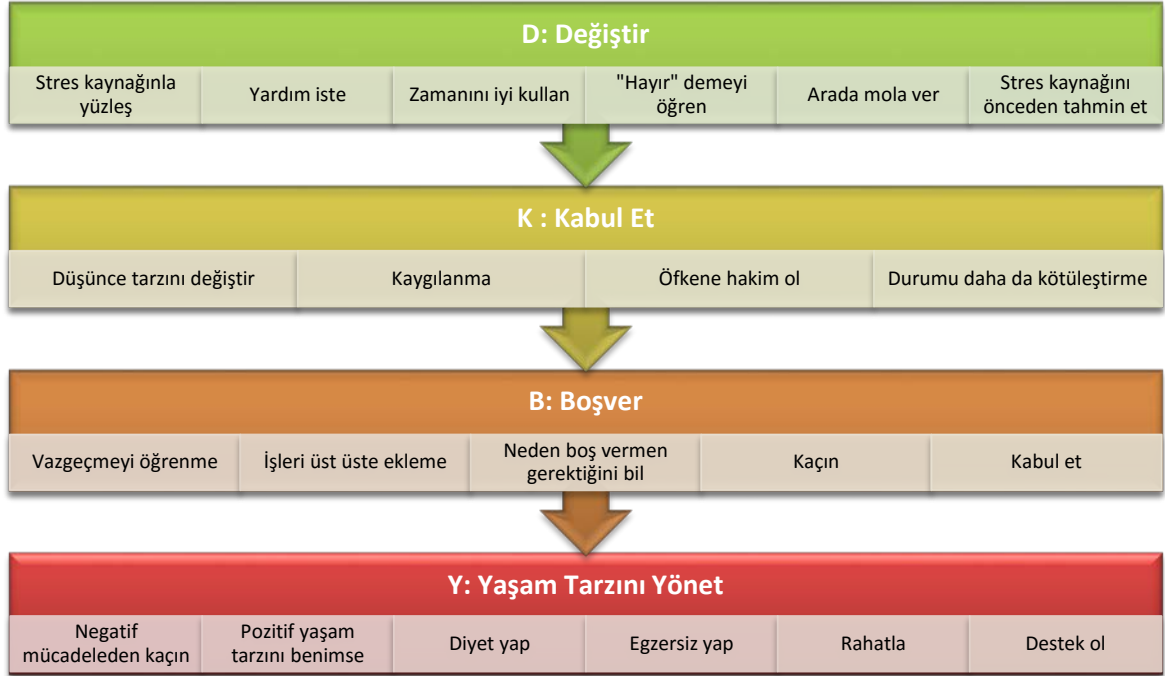 D: Değiştir
Stres kaynağınla
yüzleş
Yardım iste
Zamanını iyi kullan
"Hayır" demeyi
öğren
Arada mola ver
Stres kaynağını
önceden tahmin et
K : Kabul Et
Düşünce tarzını değiştir
Kaygılanma
Öfkene hakim ol
Durumu daha da kötüleştirme
B: Boşver
Vazgeçmeyi öğrenme
İşleri üst üste ekleme
Neden boş vermen
gerektiğini bil
Kaçın
Kabul et
Y: Yaşam Tarzını Yönet
Negatif
mücadeleden kaçın
Pozitif yaşam
tarzını benimse
Diyet yap
Egzersiz yap
Rahatla
Destek ol